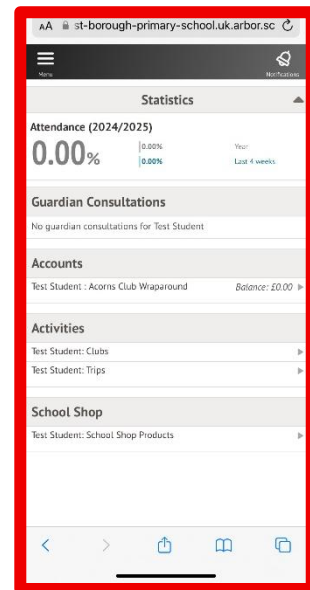 AA st-borough-primary-school.uk.arbor.sc
Menu
Notifications
Statistics
Attendance (2024/2025)
0.00% 0.00% Year
0.00% Last 4 weeks
Guardian Consultations
No guardian consultations for Test Student
Accounts
Test Student : Acorns Club Wraparound Balance: £0.00
Activities
Test Student: Clubs
Test Student: Trips
School Shop
Test Student: School Shop Products